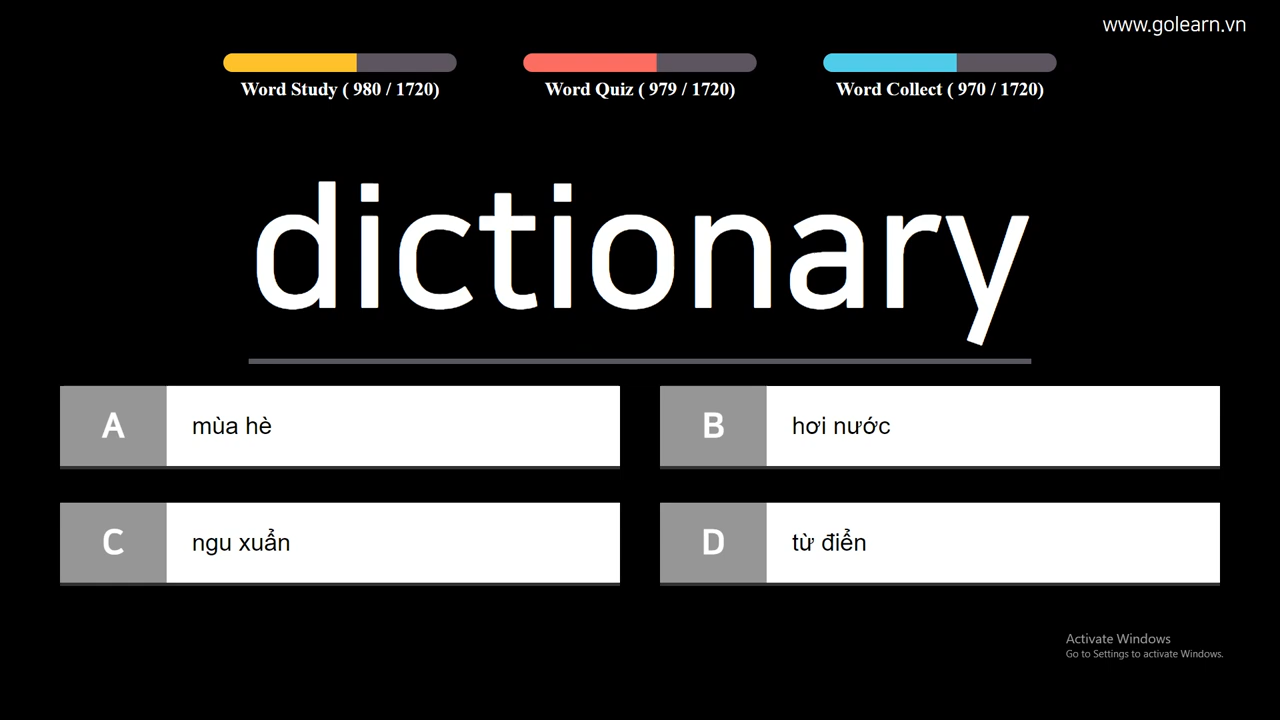 www.golearn.vn
Word Study ( 980 / 1720)
Word Quiz ( 979 / 1720)
Word Collect ( 970 / 1720)
dictionary
A mùa hè
B hơi nước
C ngu xuẩn
D từ điển
Activate Windows
Go to Settings to activate Windows.